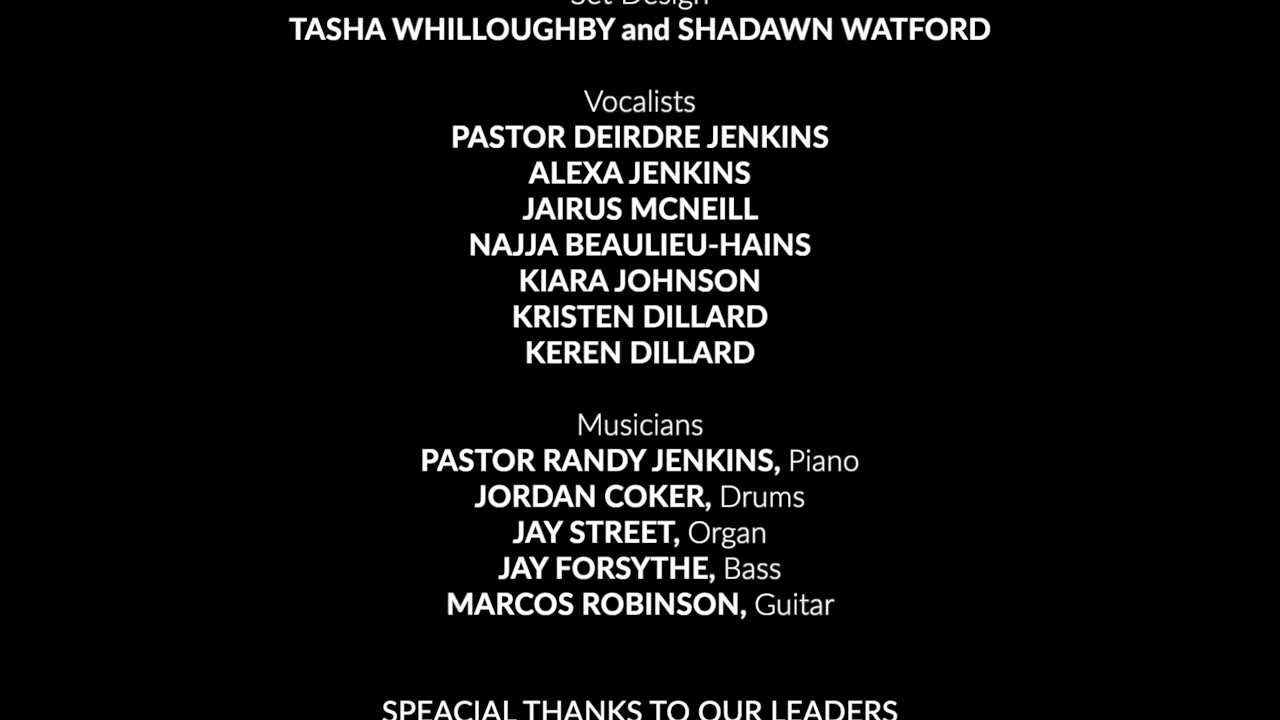 Set Design
TASHA WHILLOUGHBY and SHADAWN WATFORD
Vocalists
PASTOR DEIRDRE JENKINS
ALEXA JENKINS
JAIRUS MCNEILL
NAJJA BEAULIEU-HAINS
KIARA JOHNSON
KRISTEN DILLARD
KEREN DILLARD
Musicians
PASTOR RANDY JENKINS, Piano
JORDAN COKER, Drums
JAY STREET, Organ
JAY FORSYTHE, Bass
MARCOS ROBINSON, Guitar
SPEACIAL THANKS TO OUR LEADERS